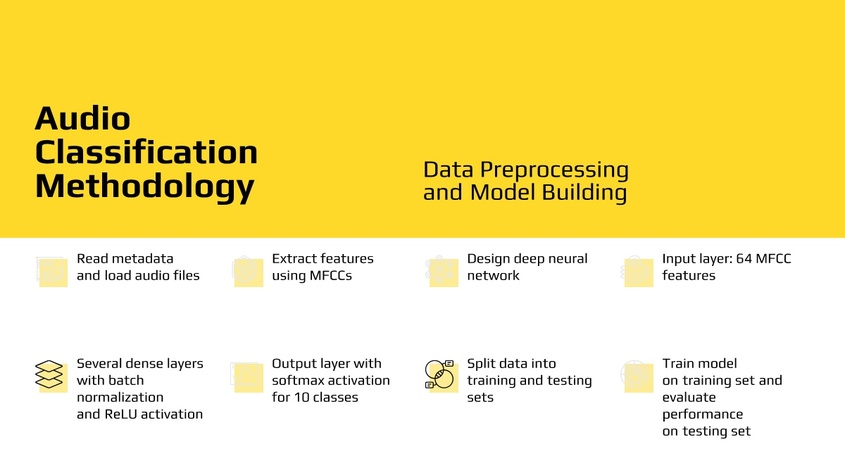 Audio
Classification
Methodology
Data Preprocessing
and Model Building
Read metadata
and load audio files
Extract features
using MFCCs
Design deep neural
network
Input layer: 64 MFCC
features
Several dense layers
with batch
normalization
and ReLU activation
Output layer with
softmax activation
for 10 classes
Split data into
training and testing
sets
Train model
on training set and
evaluate
performance
on testing set